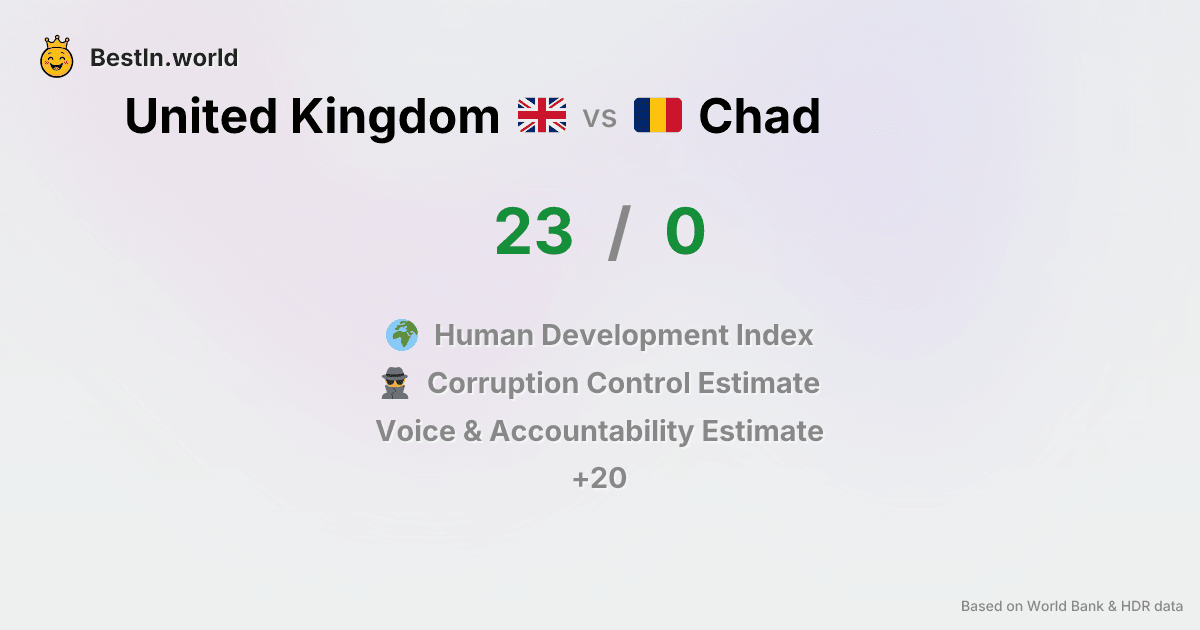 BestIn.world
United Kingdom vs Chad
23 / 0
Human Development Index
Corruption Control Estimate
Voice & Accountability Estimate
+20
Based on World Bank & HDR data